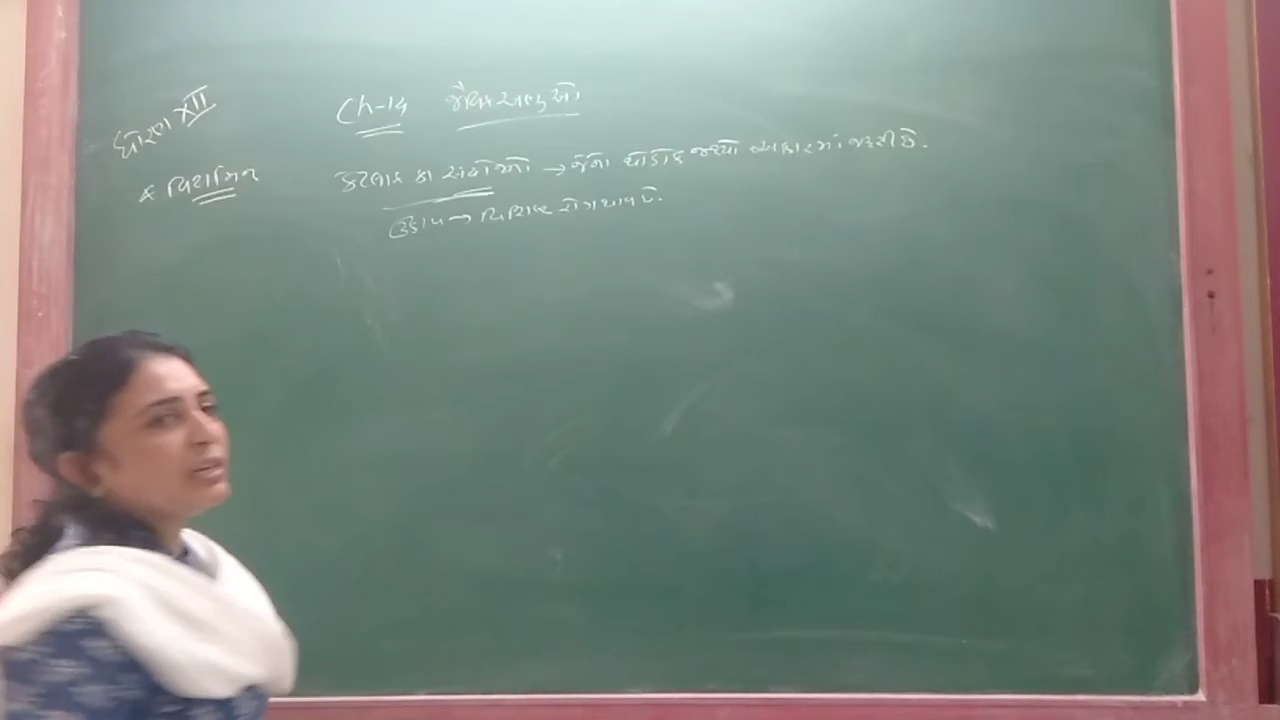 ધોરણ XII
Ch-14 જૈવિક અણુઓ
* વિટામિન
કેટલાક કા. સંયોજનો → જેના થોડાક જથ્થો આહારમાં જરૂરી છે.
ઉણપ → વિશિષ્ટ રોગ થાય છે.